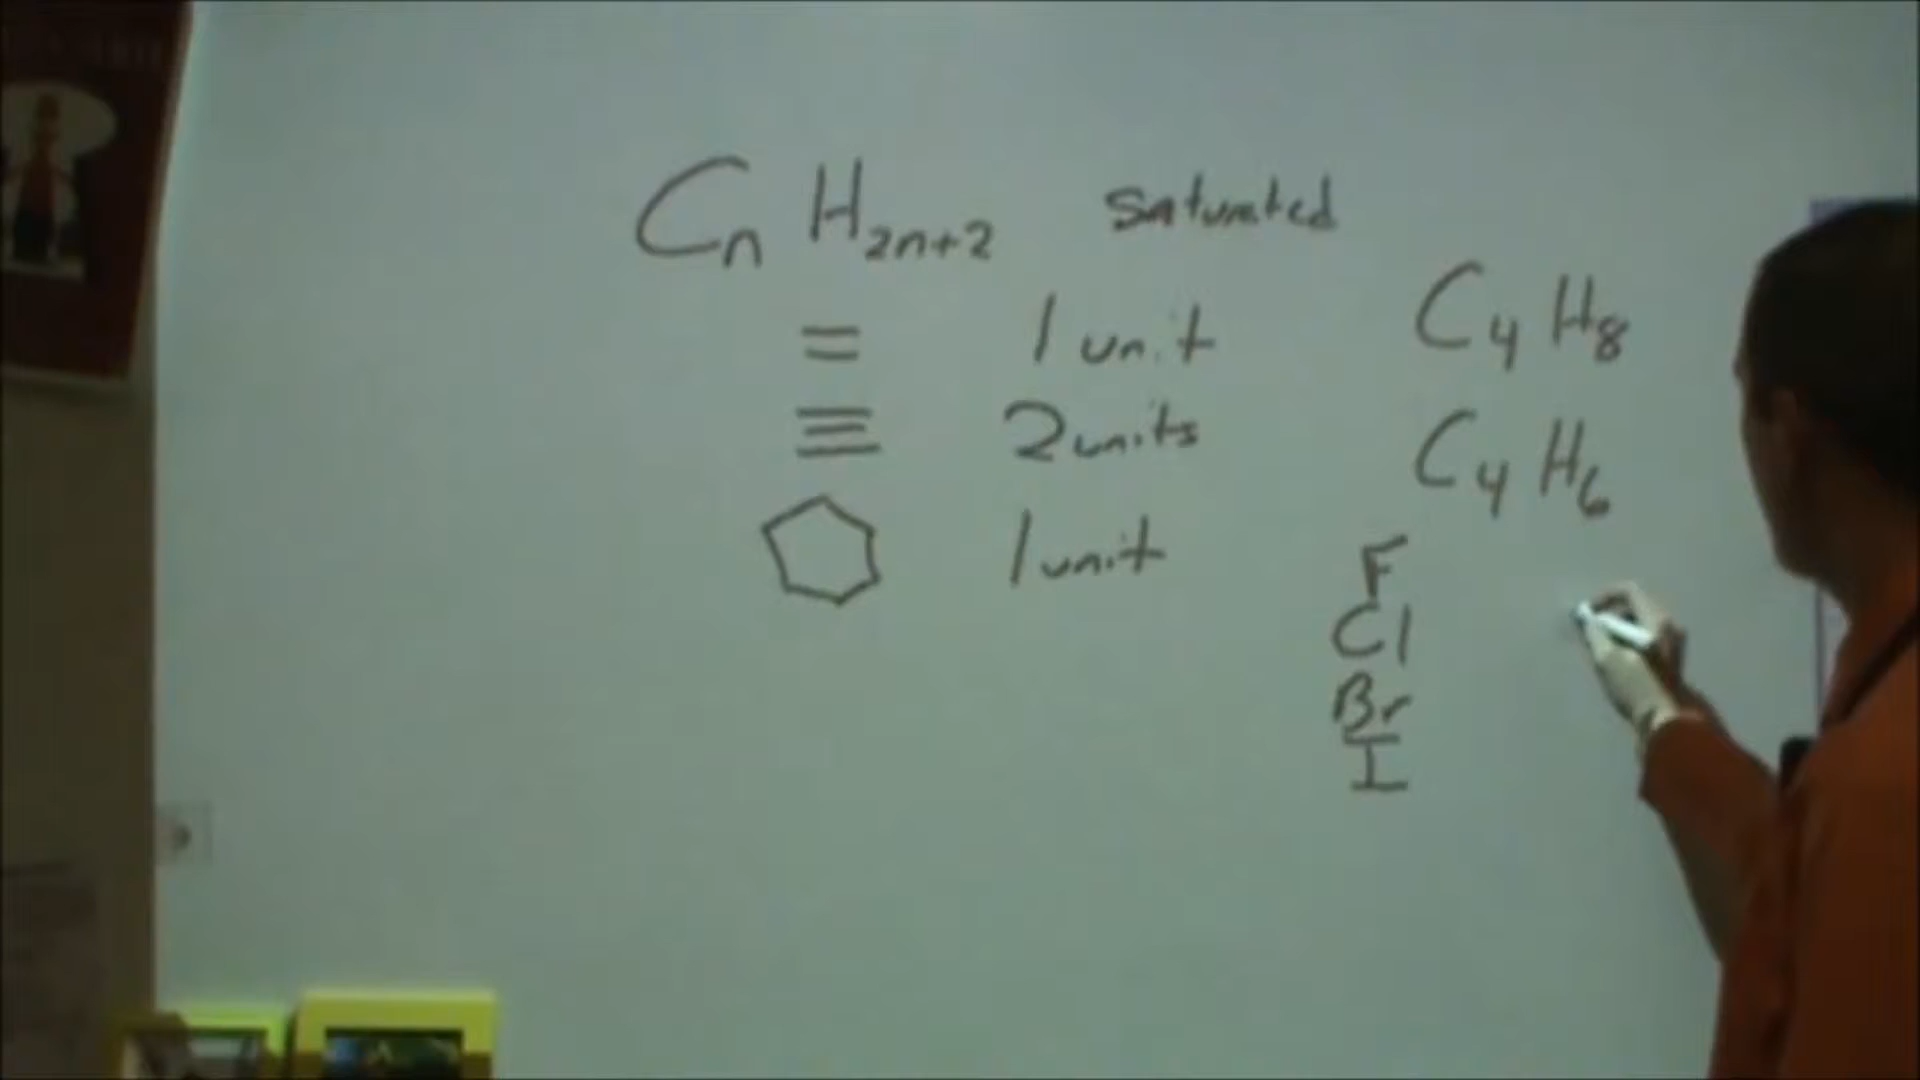 CnH2n+2 saturated
= 1 unit
≡ 2 units
1 unit
C4H8
C4H6
F
Cl
Br
I